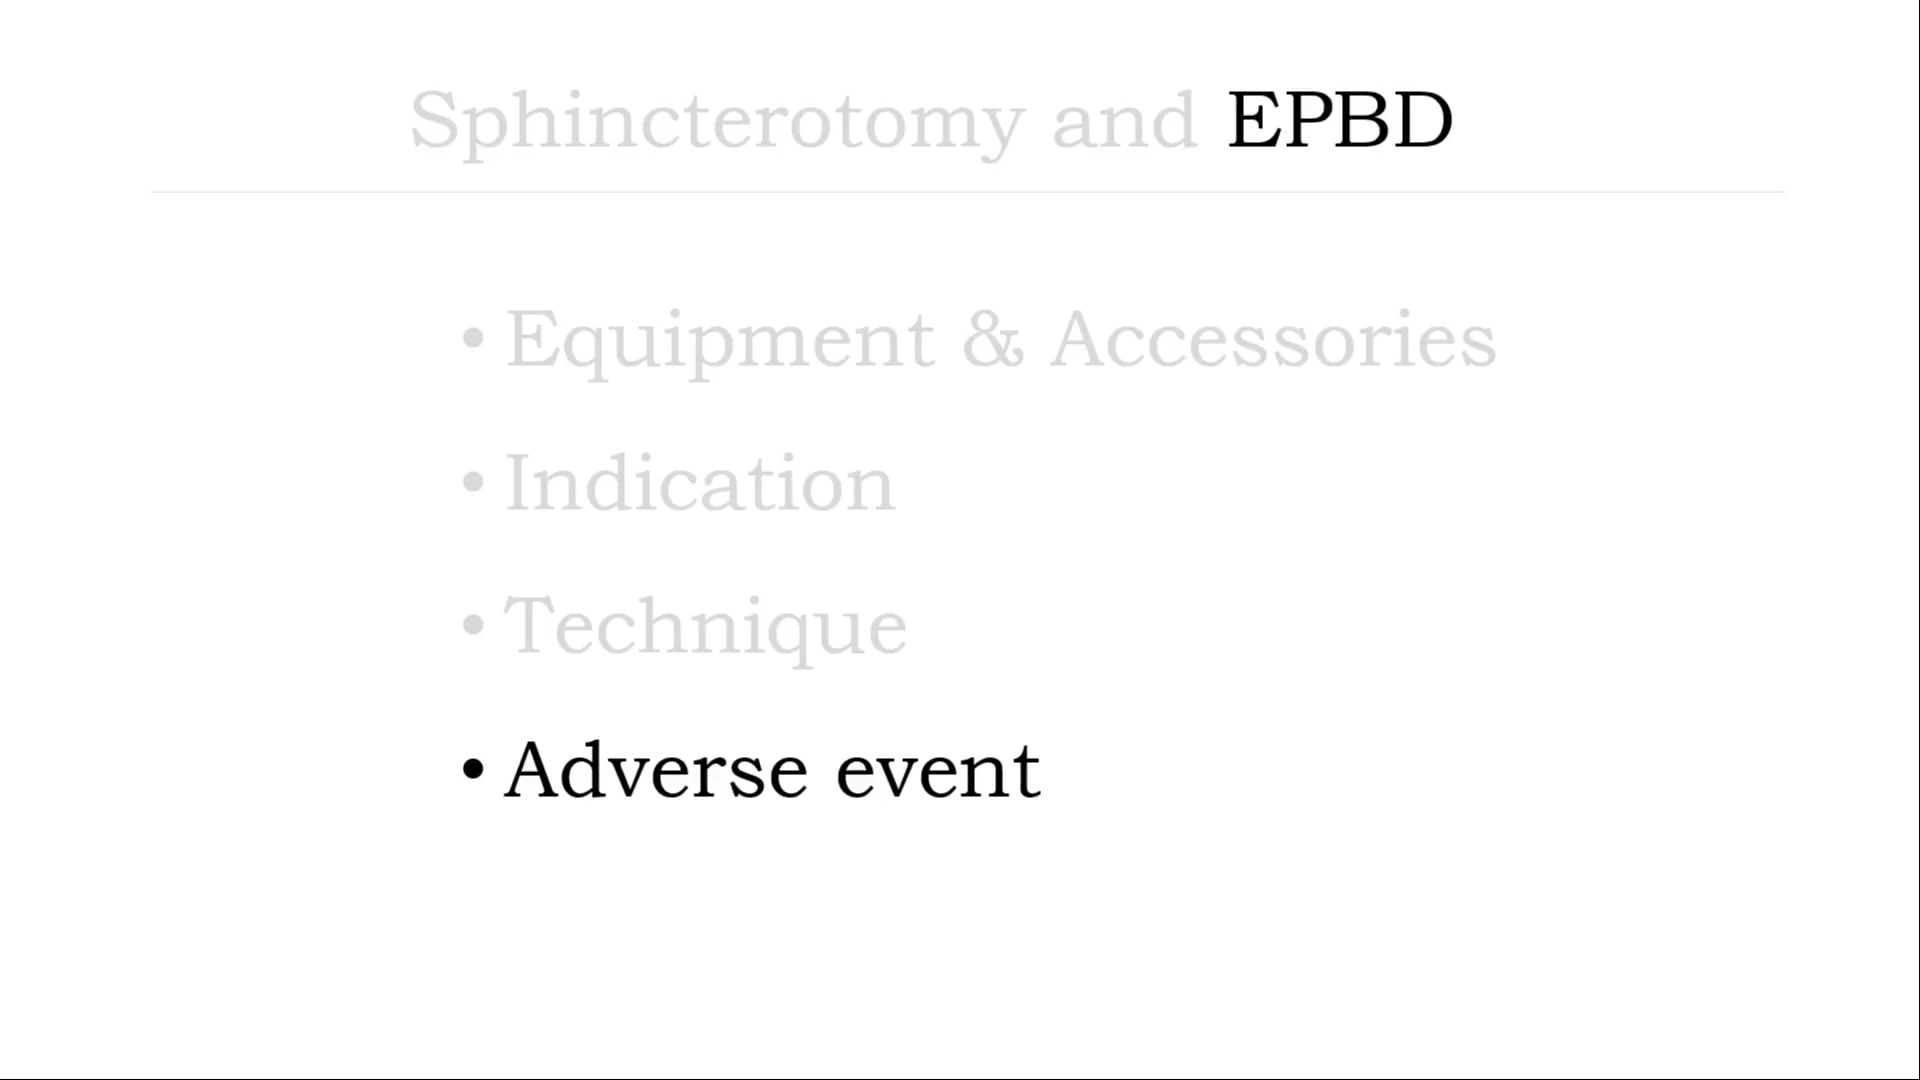 Sphincterotomy and EPBD
• Equipment & Accessories
• Indication
• Technique
• Adverse event